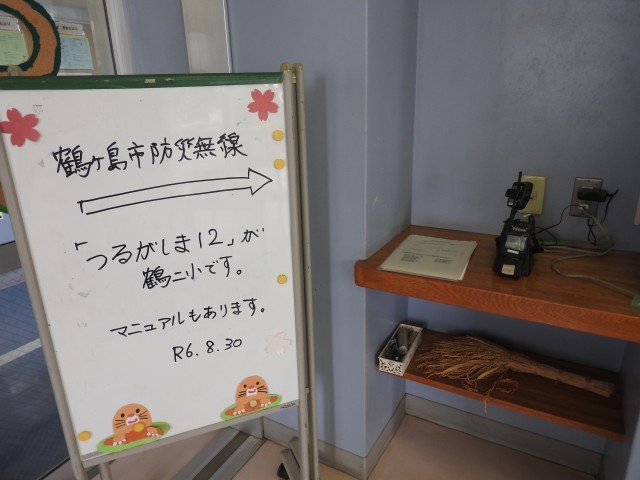 鶴ヶ島市防災無線
「つるがしま12」が
鶴二小です。
マニュアルもあります。
R6.8.30